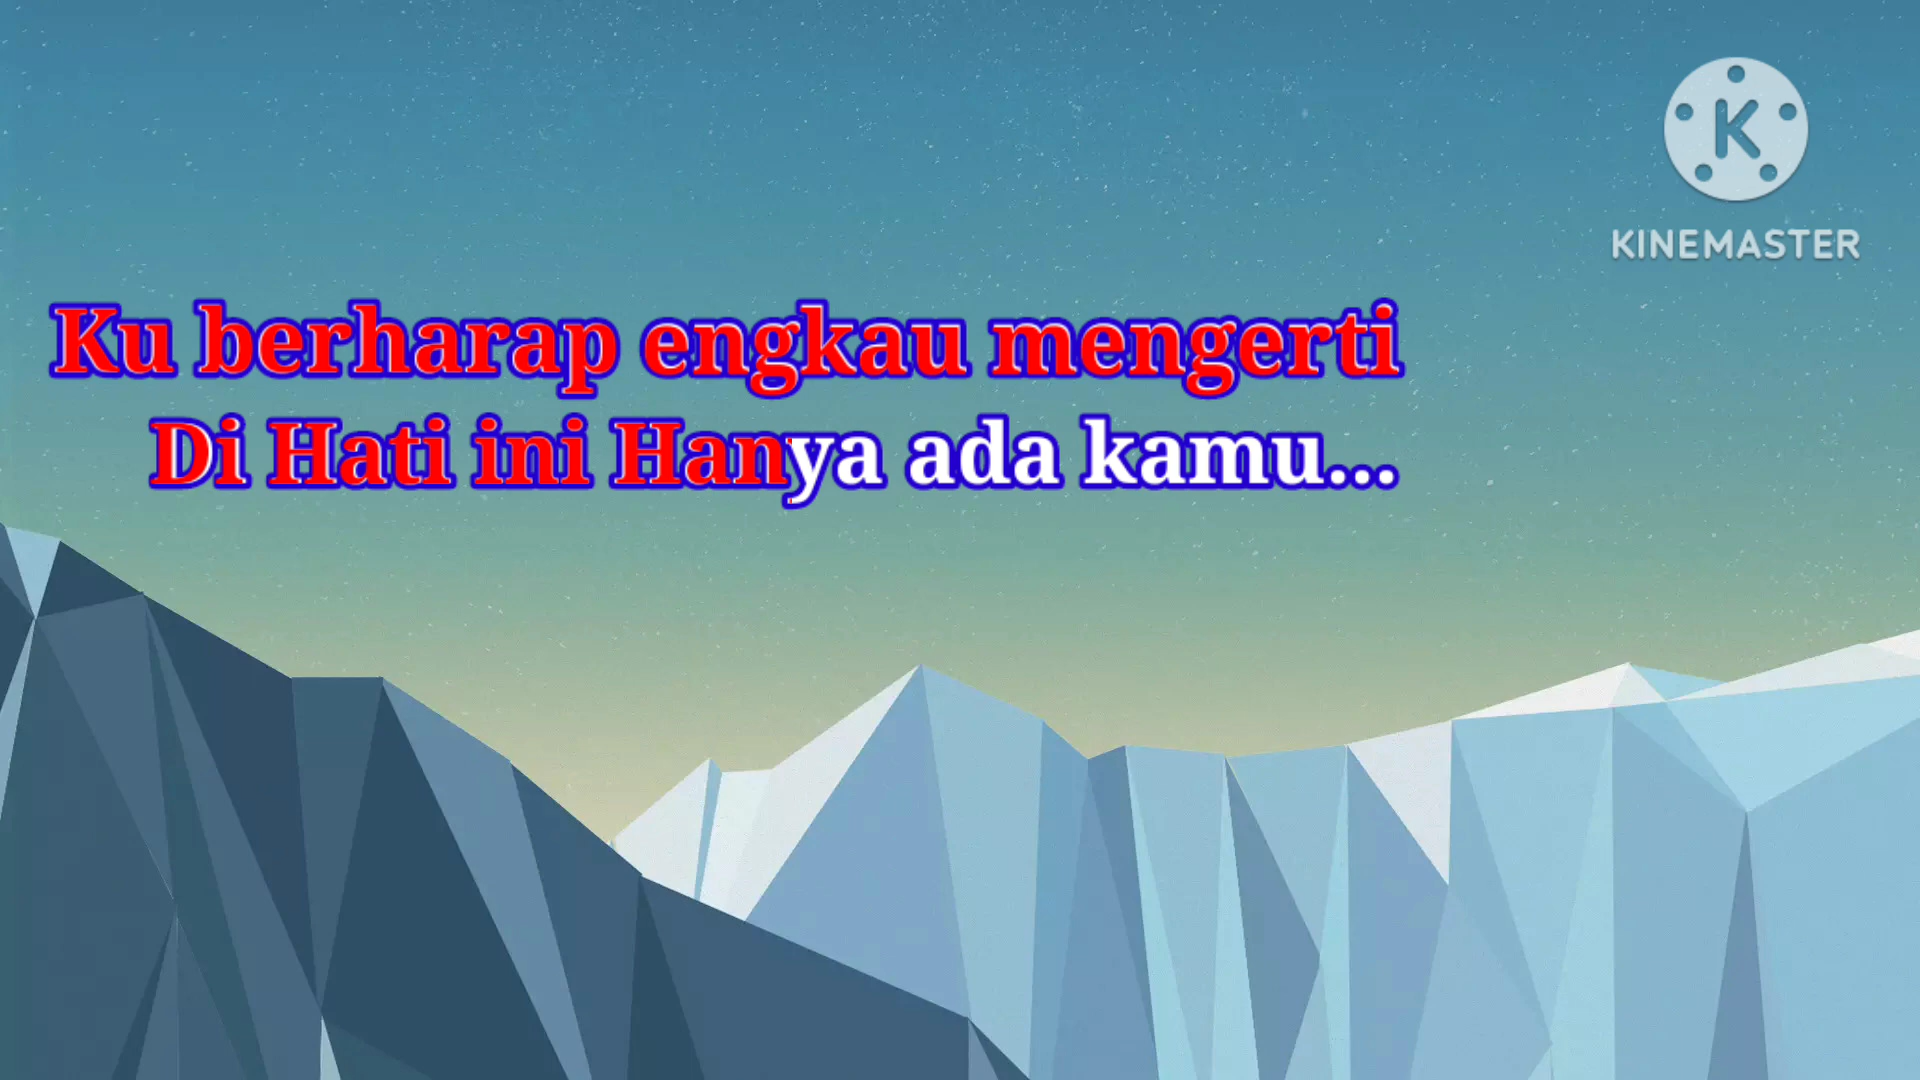 K
KINEMASTER
Ku berharap engkau mengerti
Di Hati ini Hanya ada kamu...